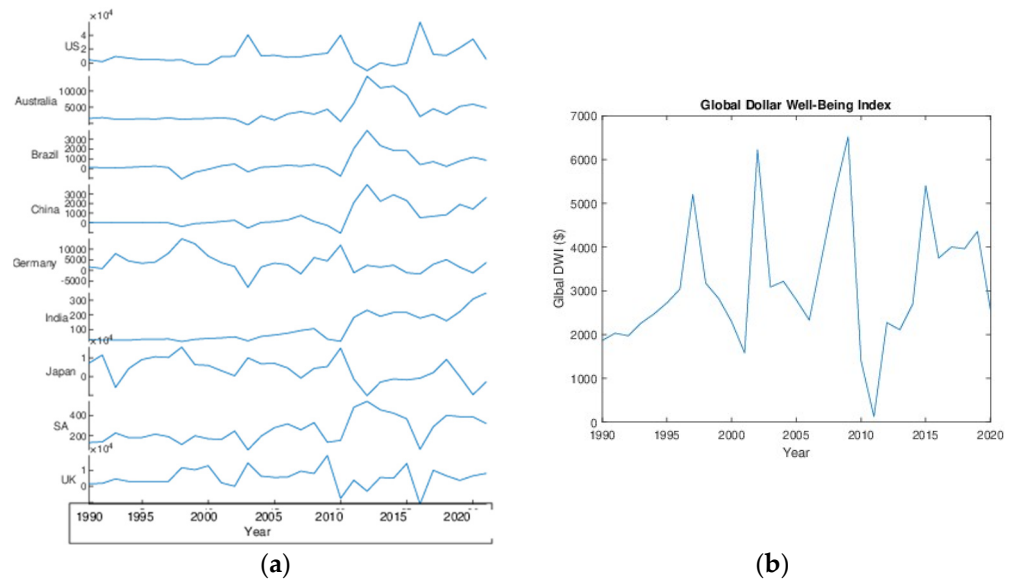 ×10⁴
US
4
2
0
Australia
10000
5000
Brazil
3000
2000
1000
0
China
3000
2000
1000
0
Germany
10000
5000
0
-5000
India
300
200
100
×10⁴
Japan
1
0
SA
400
200
×10⁴
UK
1
0
1990 1995 2000 2005 2010 2015 2020
Year
(a)
Global Dollar Well-Being Index
Glbal DWI ($)
7000
6000
5000
4000
3000
2000
1000
0
1990 1995 2000 2005 2010 2015 2020
Year
(b)